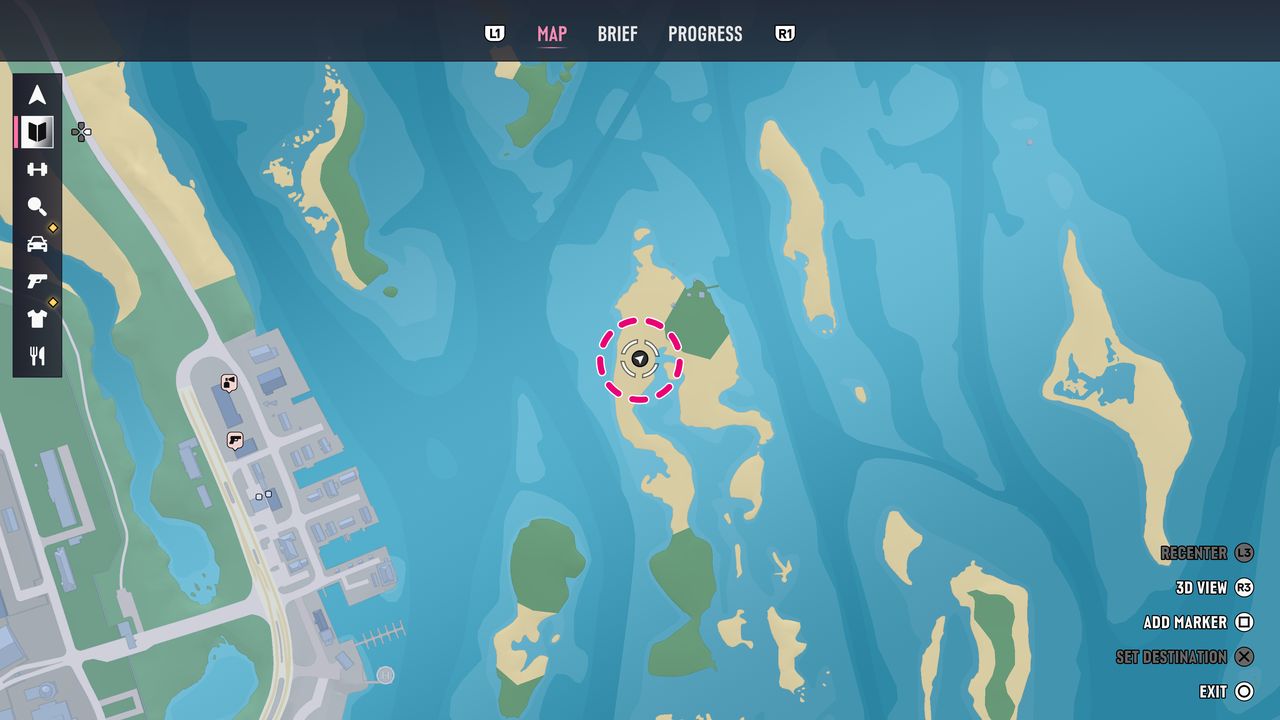 L1 MAP BRIEF PROGRESS R1
RECENTER L3
3D VIEW R3
ADD MARKER
SET DESTINATION
EXIT
H